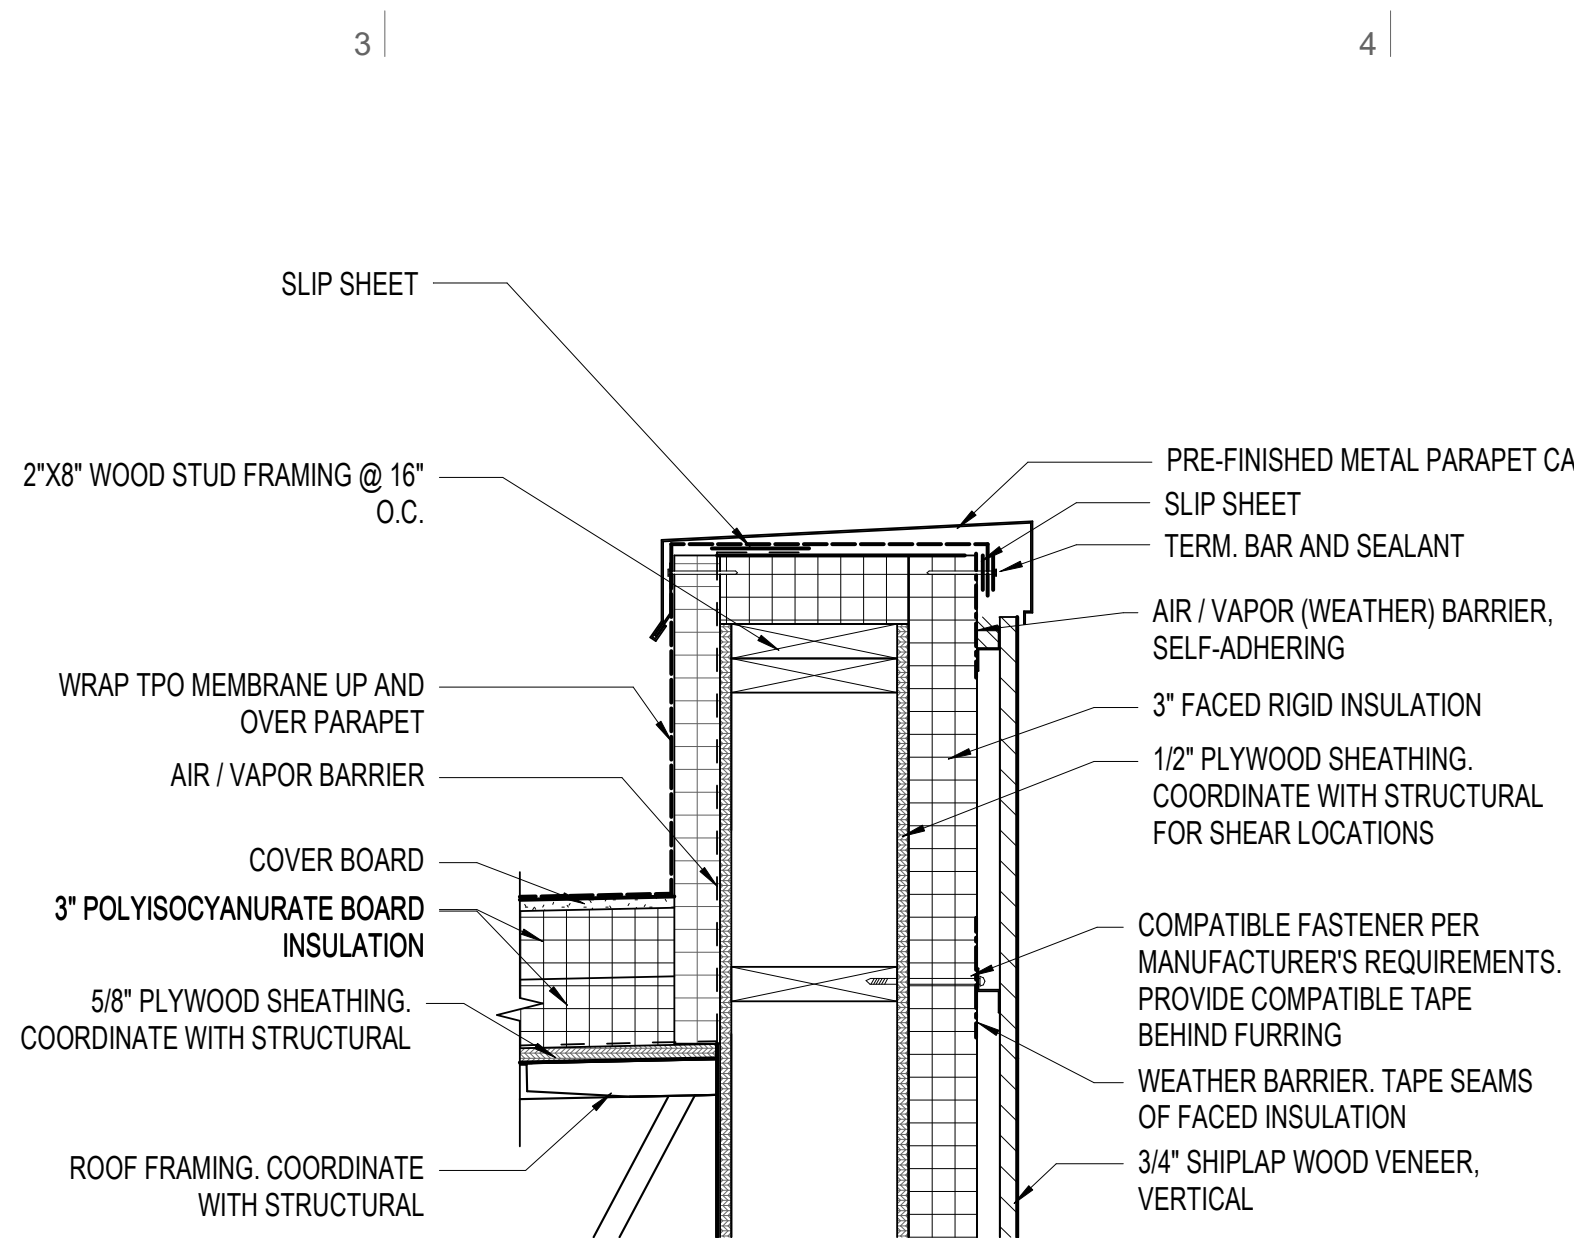 3
4
SLIP SHEET
2"X8" WOOD STUD FRAMING @ 16"
O.C.
WRAP TPO MEMBRANE UP AND
OVER PARAPET
AIR / VAPOR BARRIER
COVER BOARD
3" POLYISOCYANURATE BOARD
INSULATION
5/8" PLYWOOD SHEATHING.
COORDINATE WITH STRUCTURAL
ROOF FRAMING. COORDINATE
WITH STRUCTURAL
PRE-FINISHED METAL PARAPET CA
SLIP SHEET
TERM. BAR AND SEALANT
AIR / VAPOR (WEATHER) BARRIER,
SELF-ADHERING
3" FACED RIGID INSULATION
1/2" PLYWOOD SHEATHING.
COORDINATE WITH STRUCTURAL
FOR SHEAR LOCATIONS
COMPATIBLE FASTENER PER
MANUFACTURER'S REQUIREMENTS.
PROVIDE COMPATIBLE TAPE
BEHIND FURRING
WEATHER BARRIER. TAPE SEAMS
OF FACED INSULATION
3/4" SHIPLAP WOOD VENEER,
VERTICAL